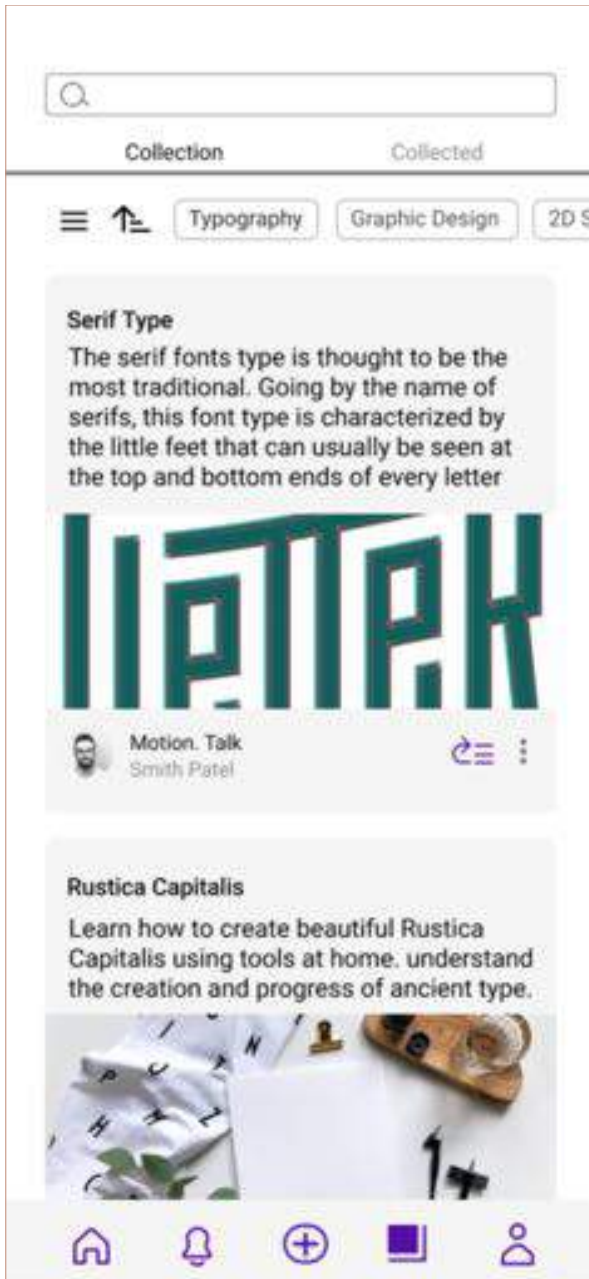 Collection
Collected
Typography
Graphic Design
2D S
Serif Type
The serif fonts type is thought to be the
most traditional. Going by the name of
serifs, this font type is characterized by
the little feet that can usually be seen at
the top and bottom ends of every letter
Motion. Talk
Smith Patel
Rustica Capitalis
Learn how to create beautiful Rustica
Capitalis using tools at home. understand
the creation and progress of ancient type.